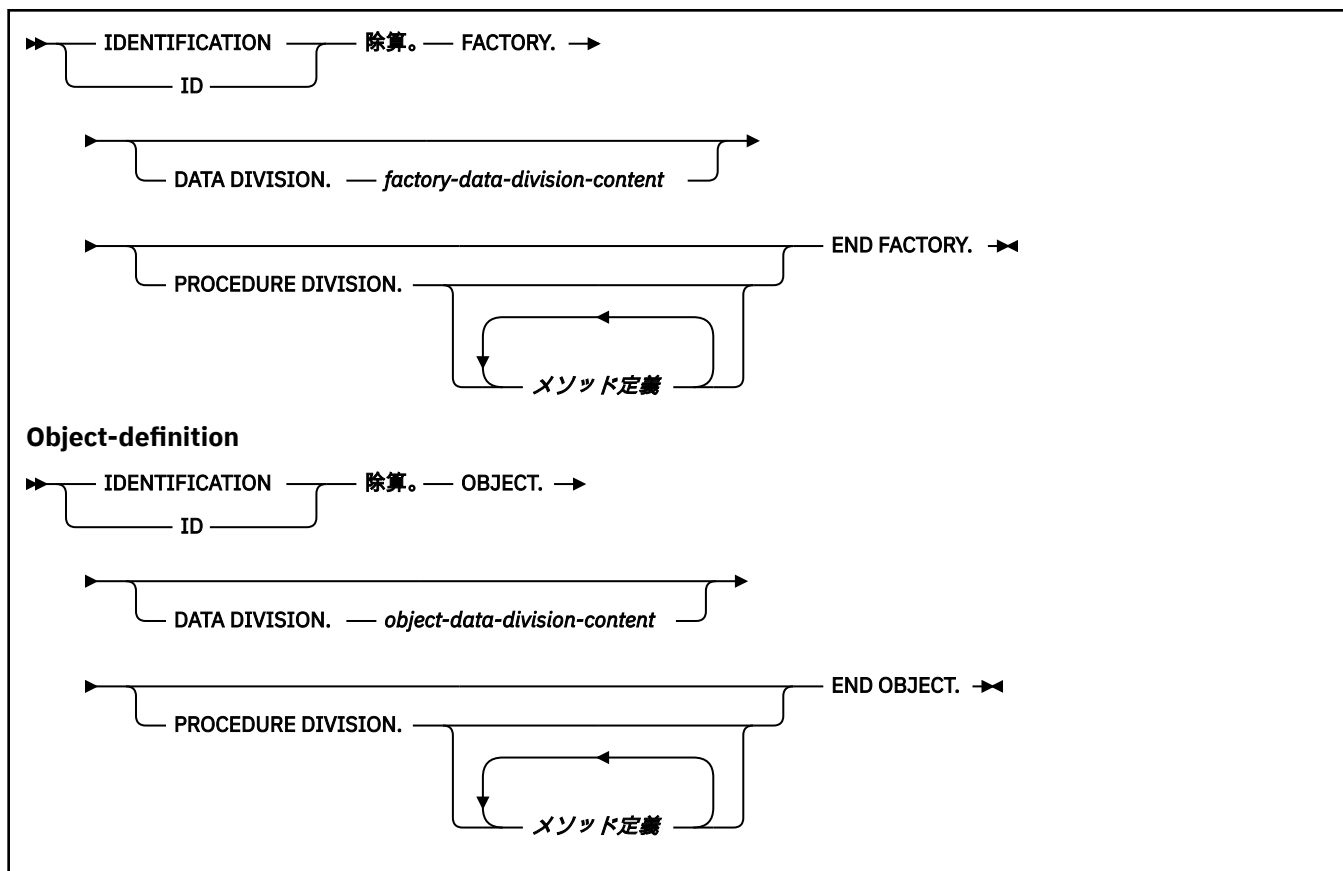 IDENTIFICATION 除算。 FACTORY.
ID
DATA DIVISION. factory-data-division-content
END FACTORY.
PROCEDURE DIVISION.
メソッド定義
Object-definition
IDENTIFICATION 除算。 OBJECT.
ID
DATA DIVISION. object-data-division-content
END OBJECT.
PROCEDURE DIVISION.
メソッド定義